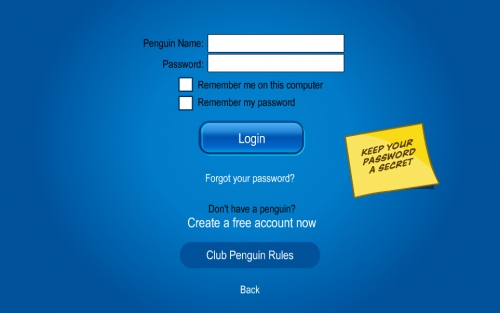 Penguin Name:
Password:
Remember me on this computer
Remember my password
Login
KEEP YOUR
PASSWORD
A SECRET
Forgot your password?
Don't have a penguin?
Create a free account now
Club Penguin Rules
Back